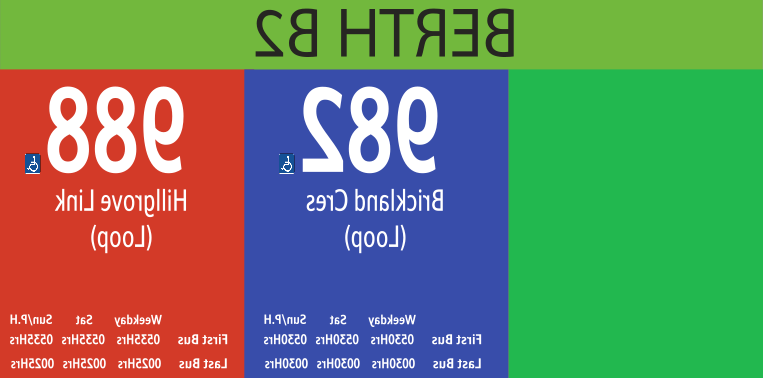 BERTH B2
982
Brickland Cres
(Loop)
Weekday Sat Sun/P.H
First Bus 0530Hrs 0530Hrs 0530Hrs
Last Bus 0030Hrs 0030Hrs 0030Hrs
988
Hillgrove Link
(Loop)
Weekday Sat Sun/P.H
First Bus 0535Hrs 0535Hrs 0535Hrs
Last Bus 0025Hrs 0025Hrs 0025Hrs